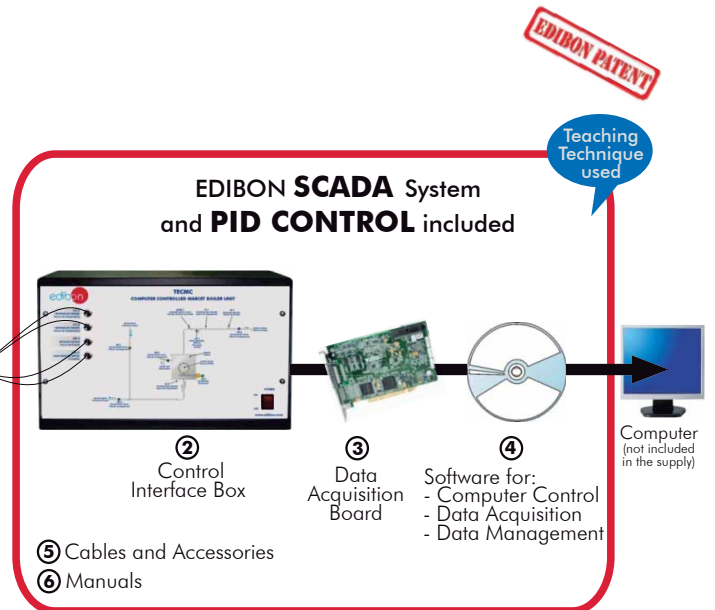 EDIBON PATENT
Teaching
Technique
used
EDIBON SCADA System
and PID CONTROL included
edibon
TECMC
COMPUTER CONTROLLED MARCET BOILER UNIT
②
Control
Interface Box
③
Data
Acquisition
Board
④
Software for:
- Computer Control
- Data Acquisition
- Data Management
Computer
(not included
in the supply)
⑤ Cables and Accessories
⑥ Manuals